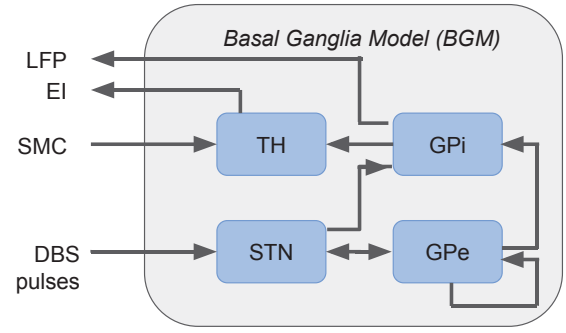 Basal Ganglia Model (BGM)
LFP
EI
SMC
TH
GPi
DBS
pulses
STN
GPe